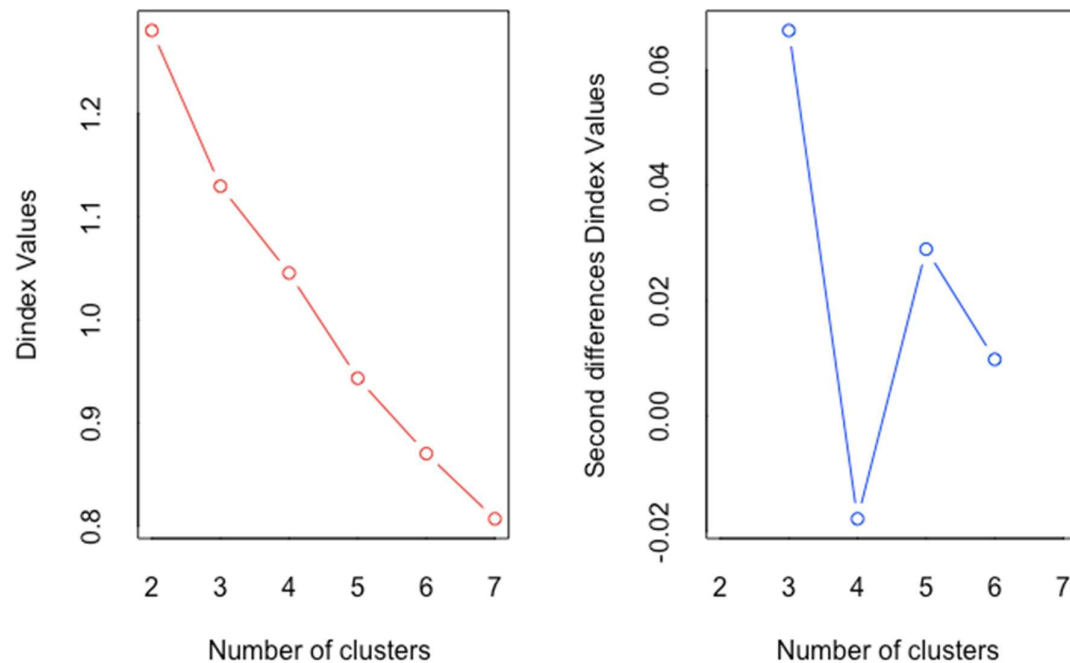 Dindex Values
1.2
1.1
1.0
0.9
0.8
2 3 4 5 6 7
Number of clusters
Second differences Dindex Values
0.06
0.04
0.02
0.00
-0.02
2 3 4 5 6 7
Number of clusters